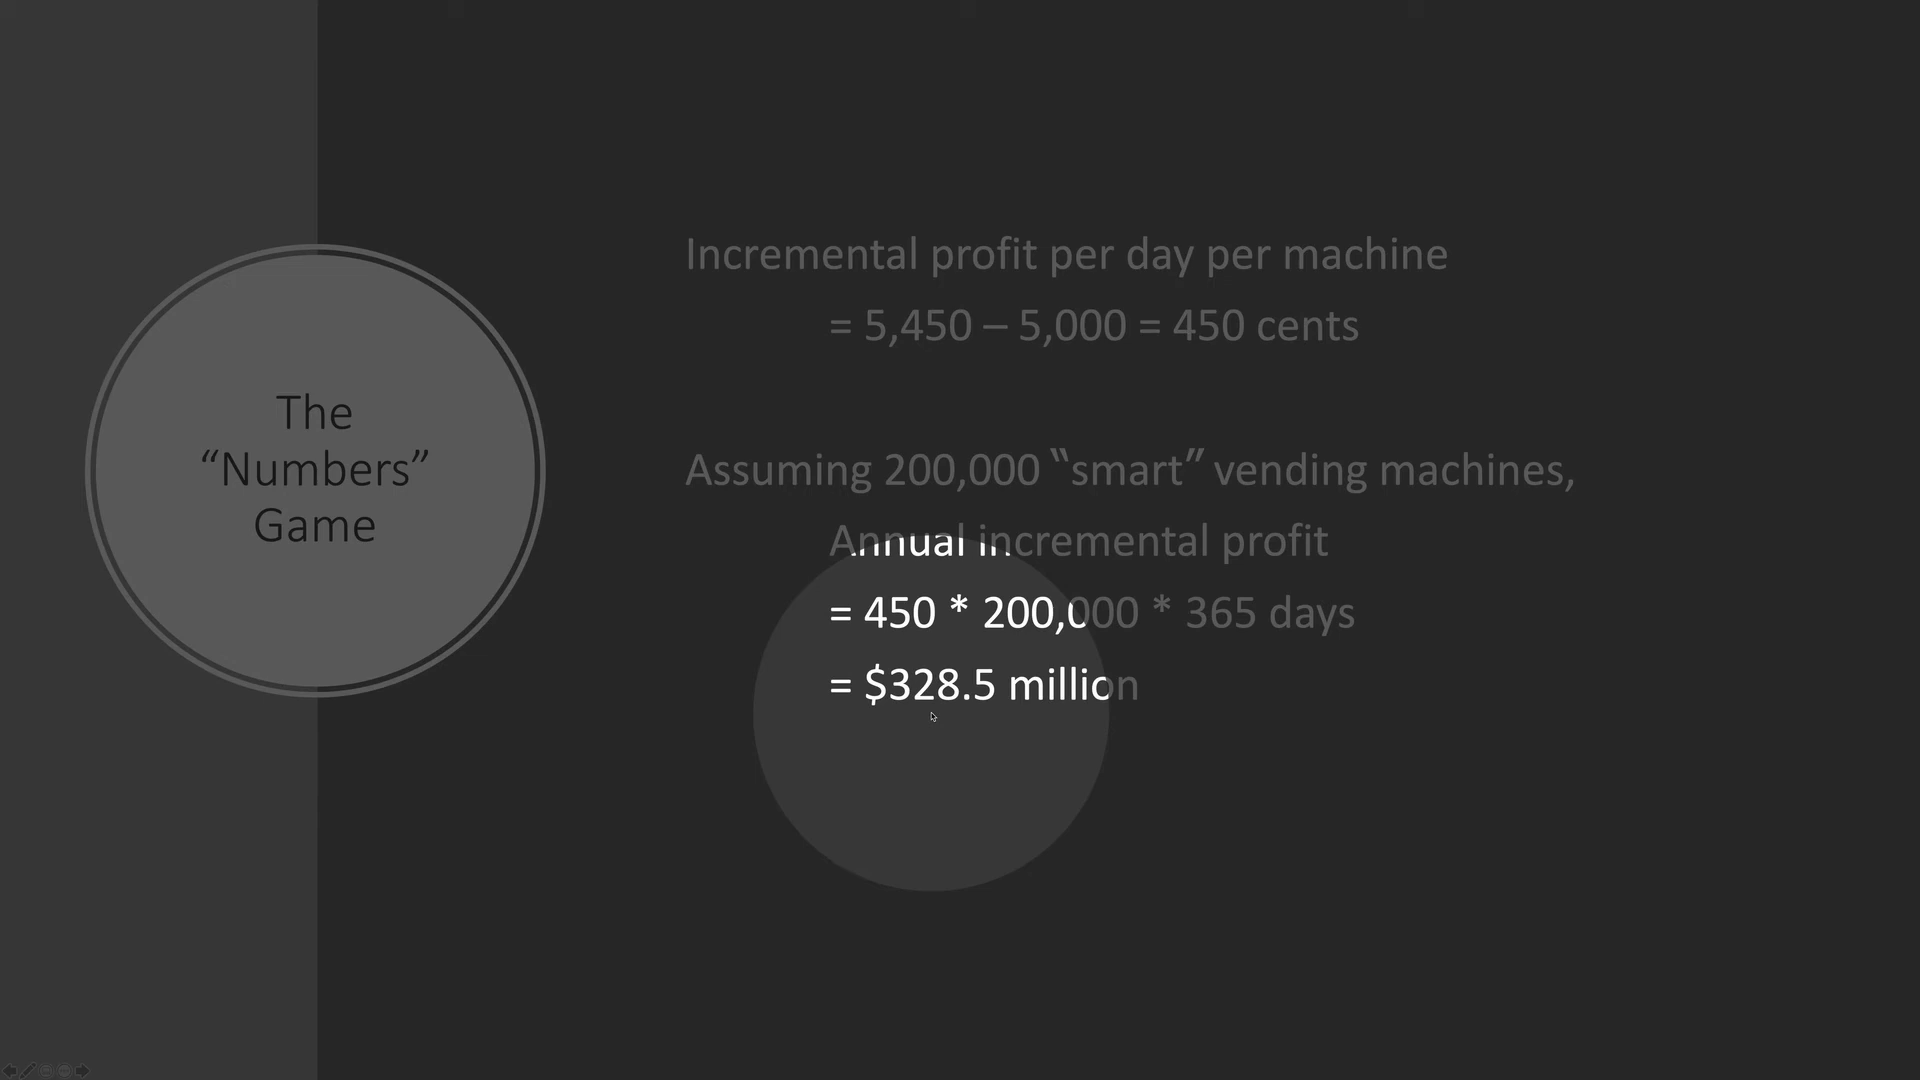 The
“Numbers”
Game
Incremental profit per day per machine
= 5,450 – 5,000 = 450 cents
Assuming 200,000 “smart” vending machines,
Annual incremental profit
= 450 * 200,000 * 365 days
= $328.5 million